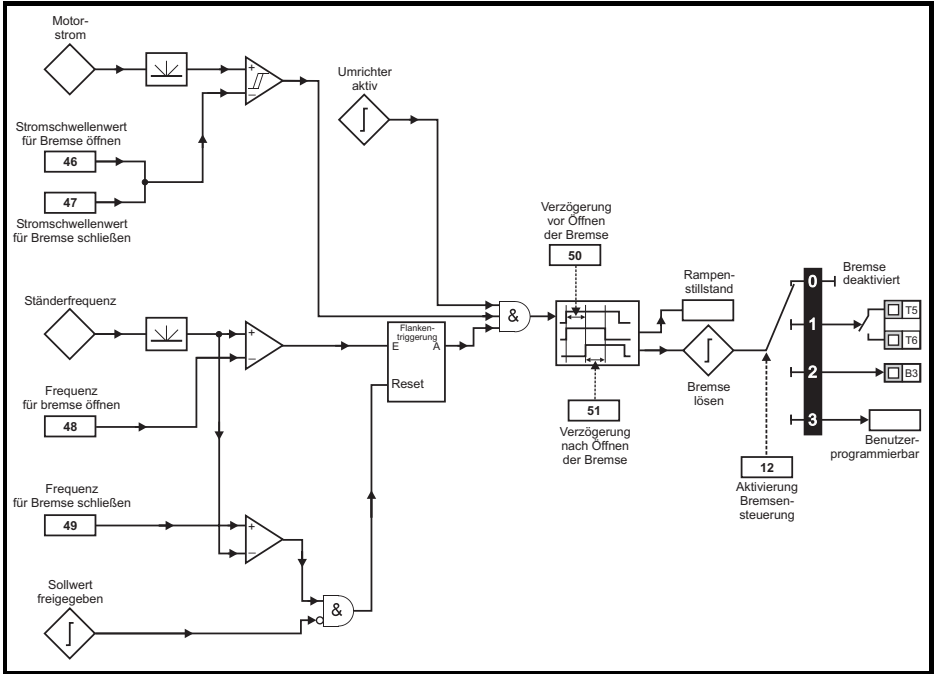 Motor-
strom
+
–
Umrichter
aktiv
Stromschwellenwert
für Bremse öffnen
46
47
Stromschwellenwert
für Bremse schließen
Verzögerung
vor Öffnen
der Bremse
50
Rampen-
stillstand
Bremse
deaktiviert
0
1
2
3
T5
T6
B3
Ständerfrequenz
+
–
Flanken-
triggerung
E A
Reset
&
Bremse
lösen
51
Verzögerung
nach Öffnen
der Bremse
Benutzer-
programmierbar
12
Aktivierung
Bremsen-
steuerung
Frequenz
für bremse öffnen
48
Frequenz
für Bremse schließen
49
+
–
Sollwert
freigegeben
&